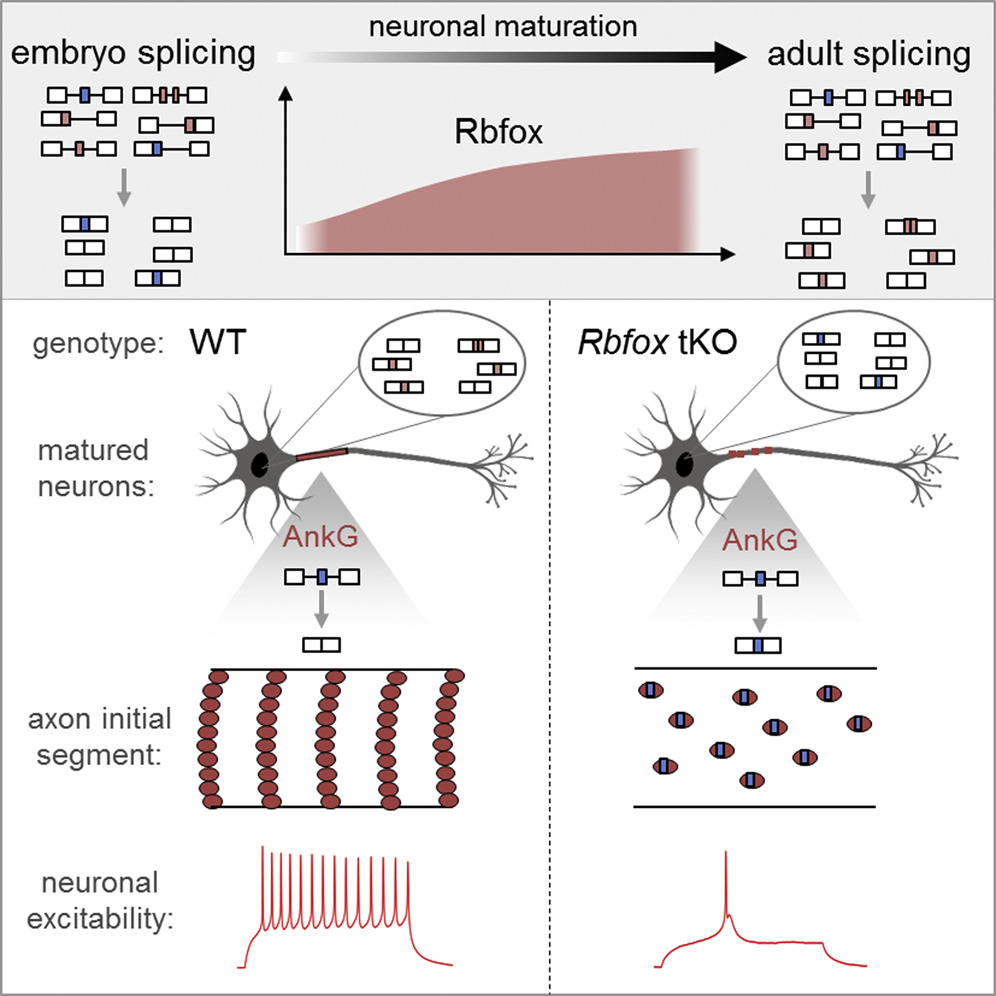 neuronal maturation
embryo splicing
adult splicing
Rbfox
genotype:
WT
Rbfox tKO
matured
neurons:
AnkG
AnkG
axon initial
segment:
neuronal
excitability: